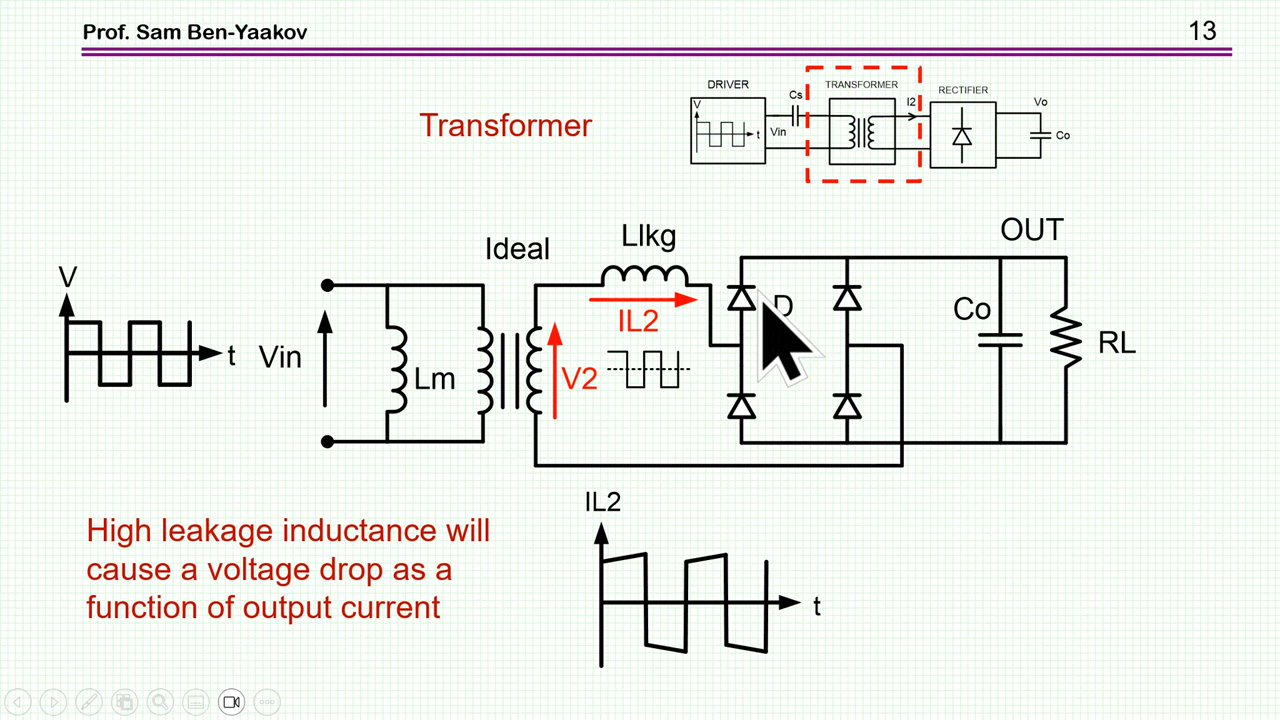 Prof. Sam Ben-Yaakov
13
Transformer
DRIVER
V
t
Cs
Vin
TRANSFORMER
I2
RECTIFIER
Vo
Co
V
t
Vin
Lm
Ideal
Llkg
IL2
V2
D
OUT
Co
RL
High leakage inductance will
cause a voltage drop as a
function of output current
IL2
t